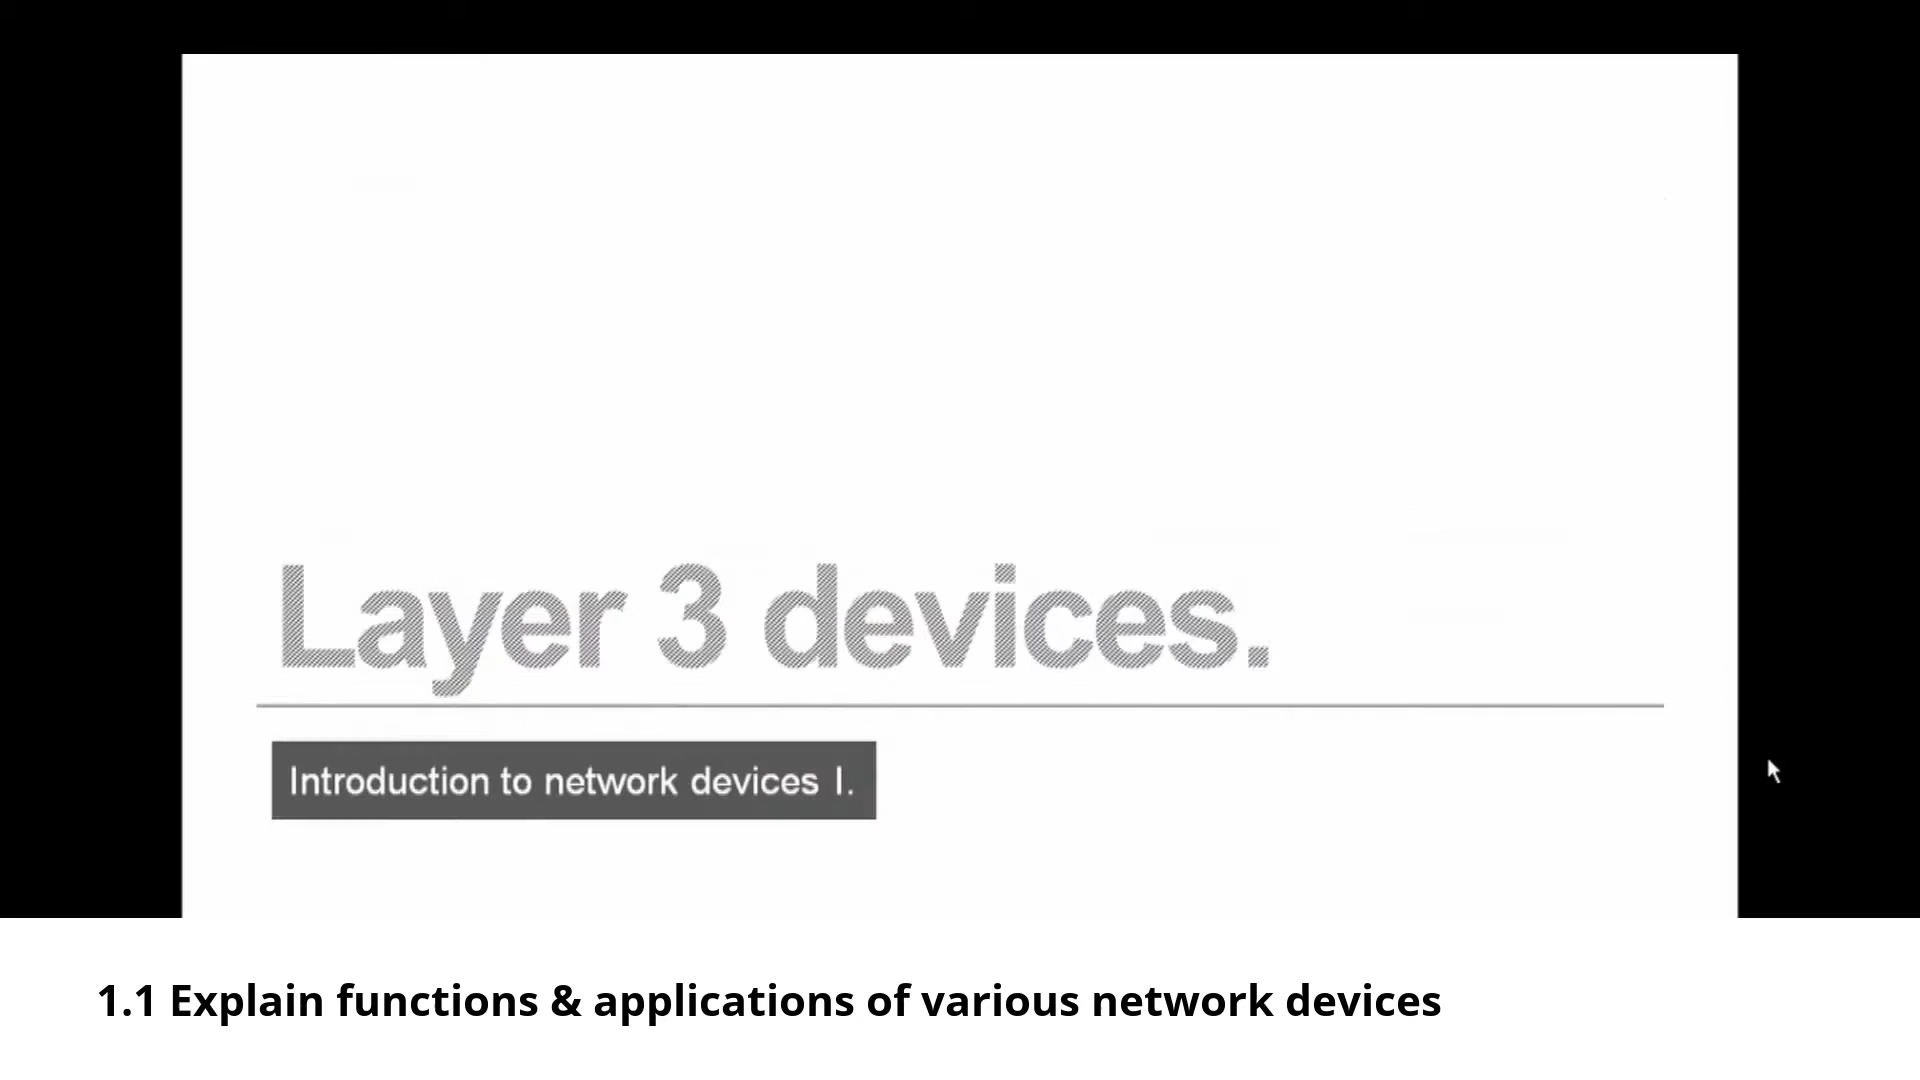 Layer 3 devices.
Introduction to network devices I.
1.1 Explain functions & applications of various network devices